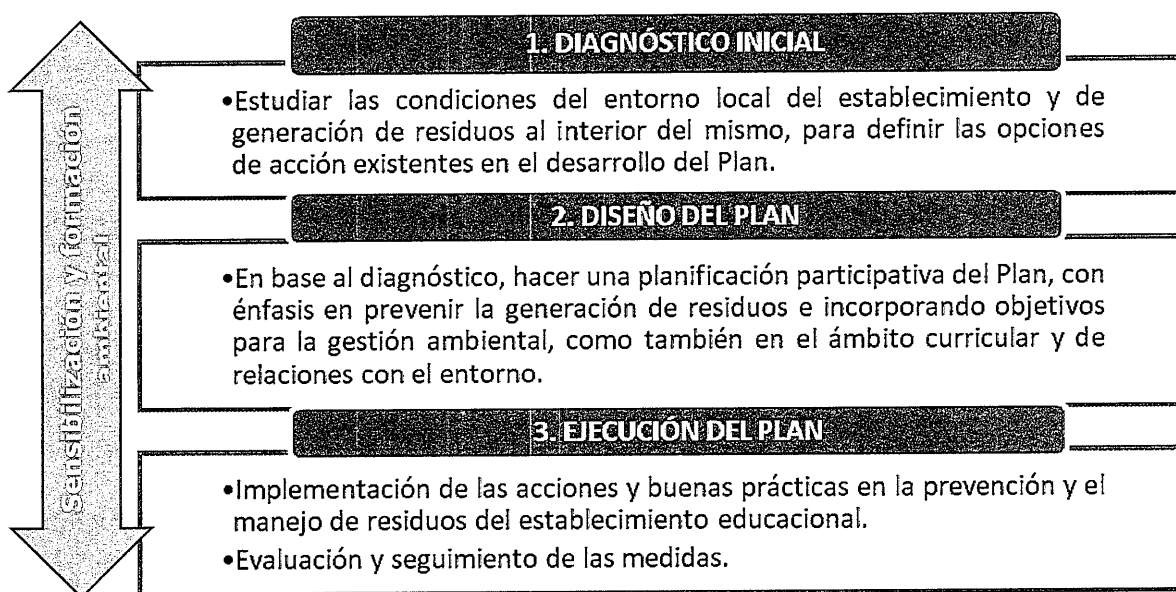 Sensibilización y formación
ambiental
1. DIAGNÓSTICO INICIAL
•Estudiar las condiciones del entorno local del establecimiento y de
generación de residuos al interior del mismo, para definir las opciones
de acción existentes en el desarrollo del Plan.
2. DISEÑO DEL PLAN
•En base al diagnóstico, hacer una planificación participativa del Plan, con
énfasis en prevenir la generación de residuos e incorporando objetivos
para la gestión ambiental, como también en el ámbito curricular y de
relaciones con el entorno.
3. EJECUCIÓN DEL PLAN
•Implementación de las acciones y buenas prácticas en la prevención y el
manejo de residuos del establecimiento educacional.
•Evaluación y seguimiento de las medidas.